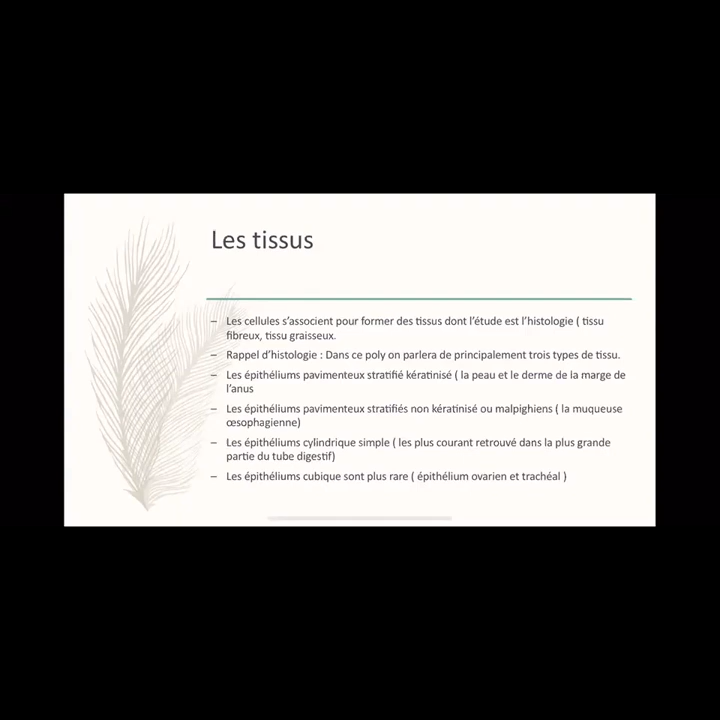 Les tissus
– Les cellules s’associent pour former des tissus dont l’étude est l’histologie ( tissu
fibreux, tissu graisseux.
– Rappel d’histologie : Dans ce poly on parlera de principalement trois types de tissu.
– Les épithéliums pavimenteux stratifié kératinisé ( la peau et le derme de la marge de
l’anus
– Les épithéliums pavimenteux stratifiés non kératinisé ou malpighiens ( la muqueuse
œsophagienne)
– Les épithéliums cylindrique simple ( les plus courant retrouvé dans la plus grande
partie du tube digestif)
– Les épithéliums cubique sont plus rare ( épithélium ovarien et trachéal )